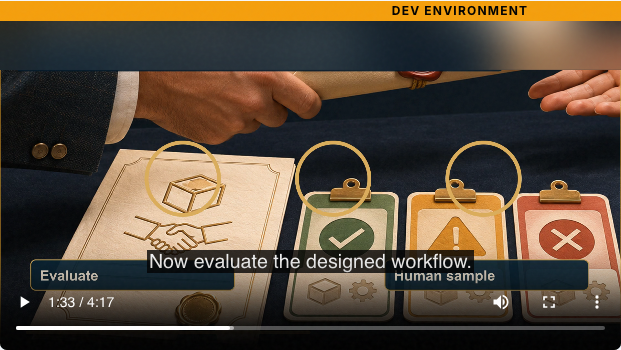 DEV ENVIRONMENT
Now evaluate the designed workflow.
Evaluate
Human sample
1:33 / 4:17